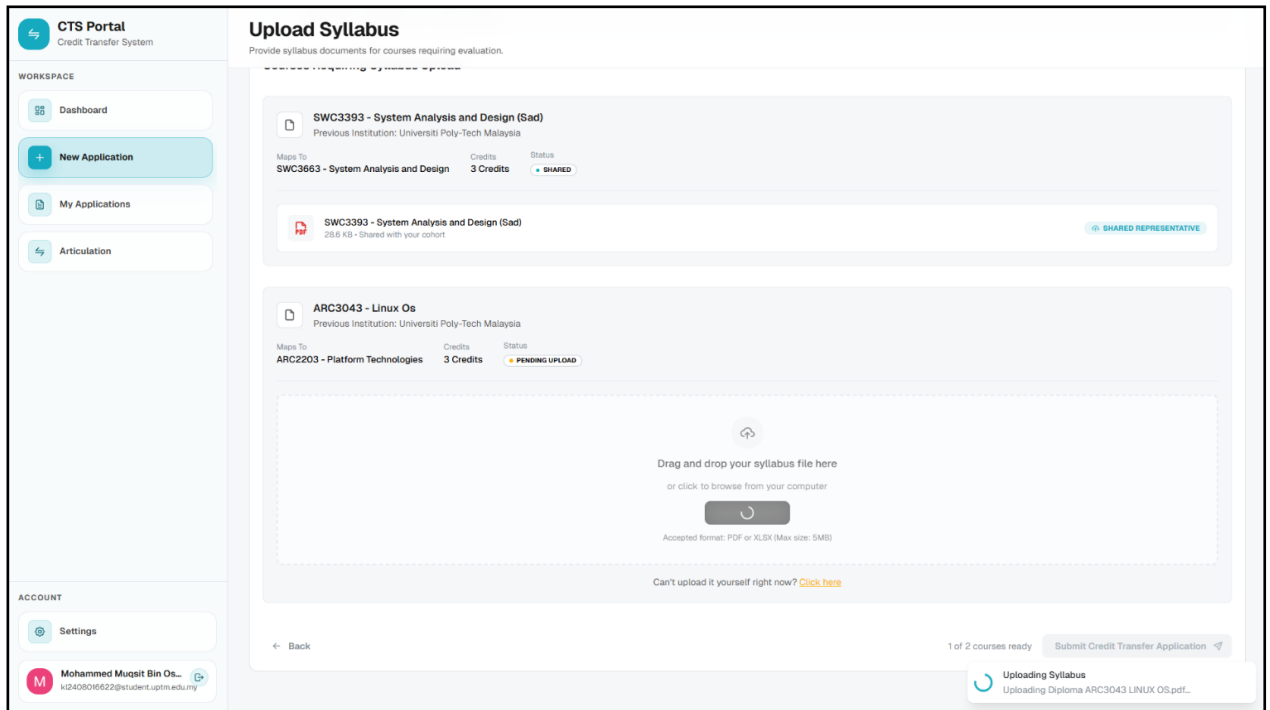 CTS Portal
Credit Transfer System
WORKSPACE
Dashboard
New Application
My Applications
Articulation
ACCOUNT
Settings
M
Mohammed Muqsit Bin Os...
kl2408016622@student.uptm.edu.my
Upload Syllabus
Provide syllabus documents for courses requiring evaluation.
Courses Requiring Syllabus Upload
SWC3393 - System Analysis and Design (Sad)
Previous Institution: Universiti Poly-Tech Malaysia
Maps To Credits Status
SWC3663 - System Analysis and Design 3 Credits SHARED
PDF
SWC3393 - System Analysis and Design (Sad)
28.6 KB • Shared with your cohort
SHARED REPRESENTATIVE
ARC3043 - Linux Os
Previous Institution: Universiti Poly-Tech Malaysia
Maps To Credits Status
ARC2203 - Platform Technologies 3 Credits PENDING UPLOAD
Drag and drop your syllabus file here
or click to browse from your computer
Accepted format: PDF or XLSX (Max size: 5MB)
Can't upload it yourself right now? Click here
Back
1 of 2 courses ready
Submit Credit Transfer Application
Uploading Syllabus
Uploading Diploma ARC3043 LINUX OS.pdf...